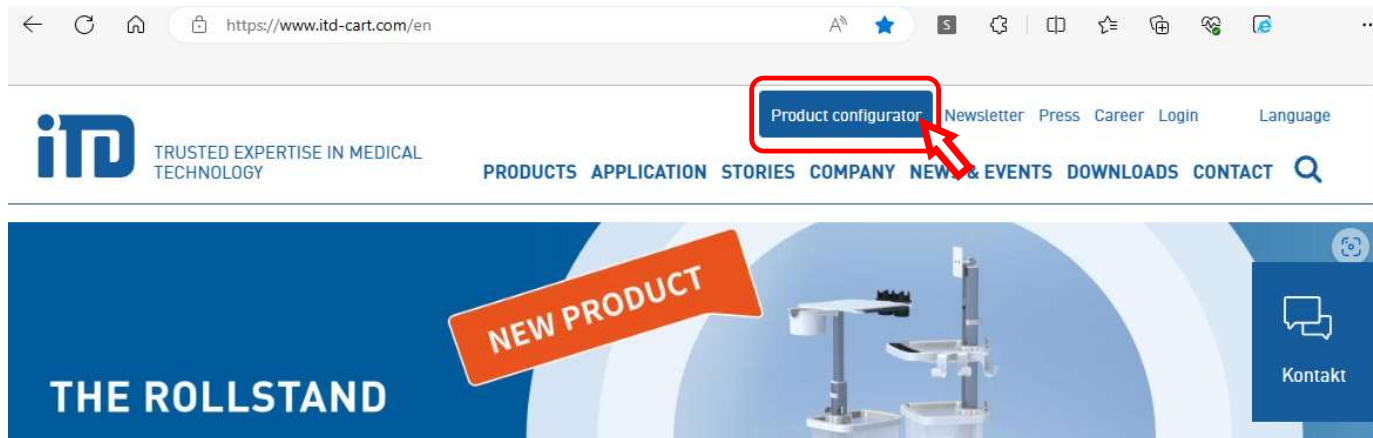 https://www.itd-cart.com/en
Product configurator Newsletter Press Career Login Language
iTD
TRUSTED EXPERTISE IN MEDICAL
TECHNOLOGY
PRODUCTS APPLICATION STORIES COMPANY NEWS & EVENTS DOWNLOADS CONTACT
NEW PRODUCT
THE ROLLSTAND
Kontakt